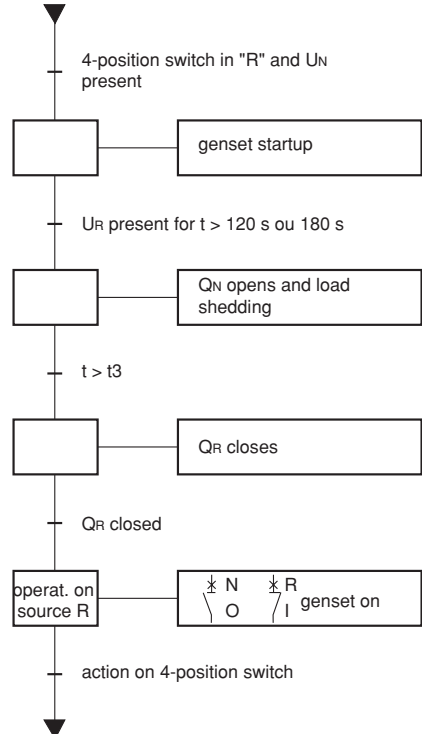 4-position switch in "R" and UN
present
genset startup
UR present for t > 120 s ou 180 s
QN opens and load
shedding
t > t3
QR closes
QR closed
operat. on
source R
N R
O I genset on
action on 4-position switch